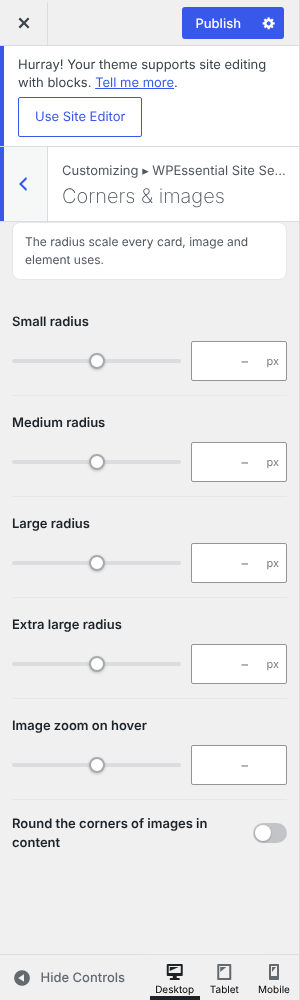 Publish
Hurray! Your theme supports site editing
with blocks. Tell me more.
Use Site Editor
Customizing ▸ WPEssential Site Se...
Corners & images
The radius scale every card, image and
element uses.
Small radius
– px
Medium radius
– px
Large radius
– px
Extra large radius
– px
Image zoom on hover
–
Round the corners of images in
content
Hide Controls
Desktop Tablet Mobile